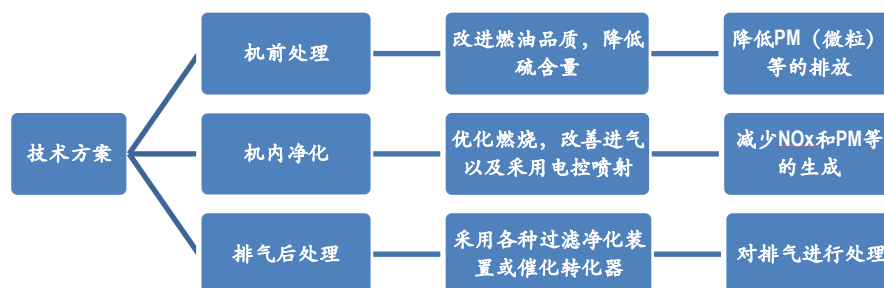 机前处理
改进燃油品质，降低
硫含量
降低PM（微粒）
等的排放
技术方案
机内净化
优化燃烧，改善进气
以及采用电控喷射
减少NOx和PM等
的生成
排气后处理
采用各种过滤净化装
置或催化转化器
对排气进行处理